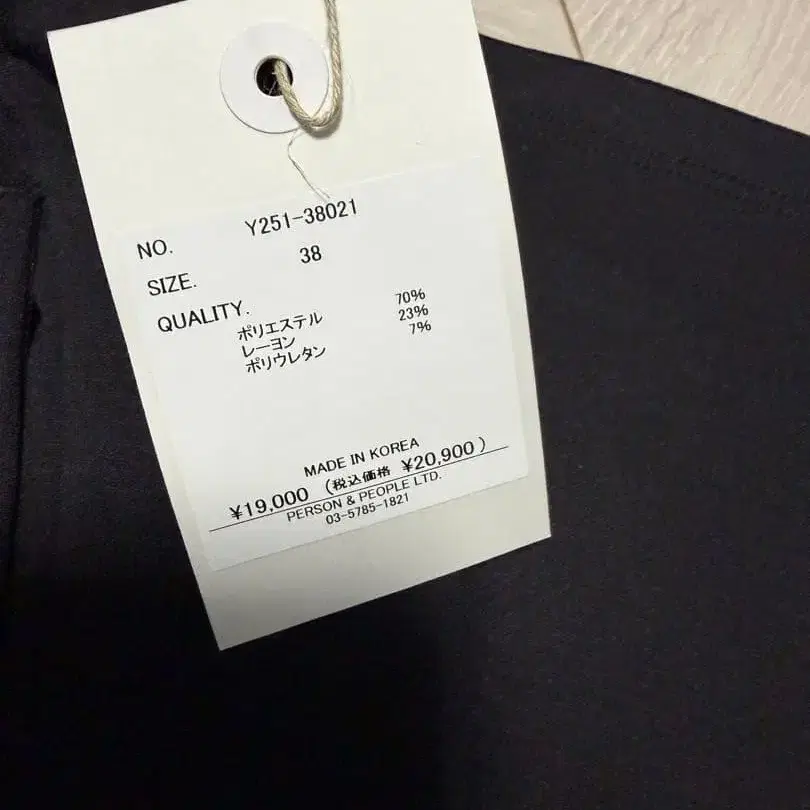 NO. Y251-38021
SIZE. 38
QUALITY.
ポリエステル 70%
レーヨン 23%
ポリウレタン 7%
MADE IN KOREA
¥19,000 (税込価格 ¥20,900)
PERSON & PEOPLE LTD.
03-5785-1821